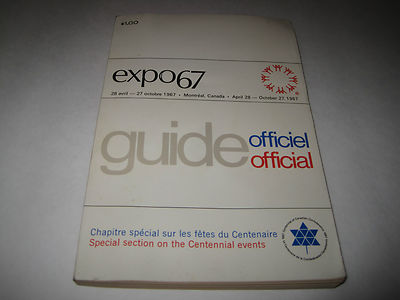 $1.00
expo67
28 avril — 27 octobre 1967 • Montréal, Canada • April 28 — October 27, 1967
guide officiel
official
Chapitre spécial sur les fêtes du Centenaire
Special section on the Centennial events